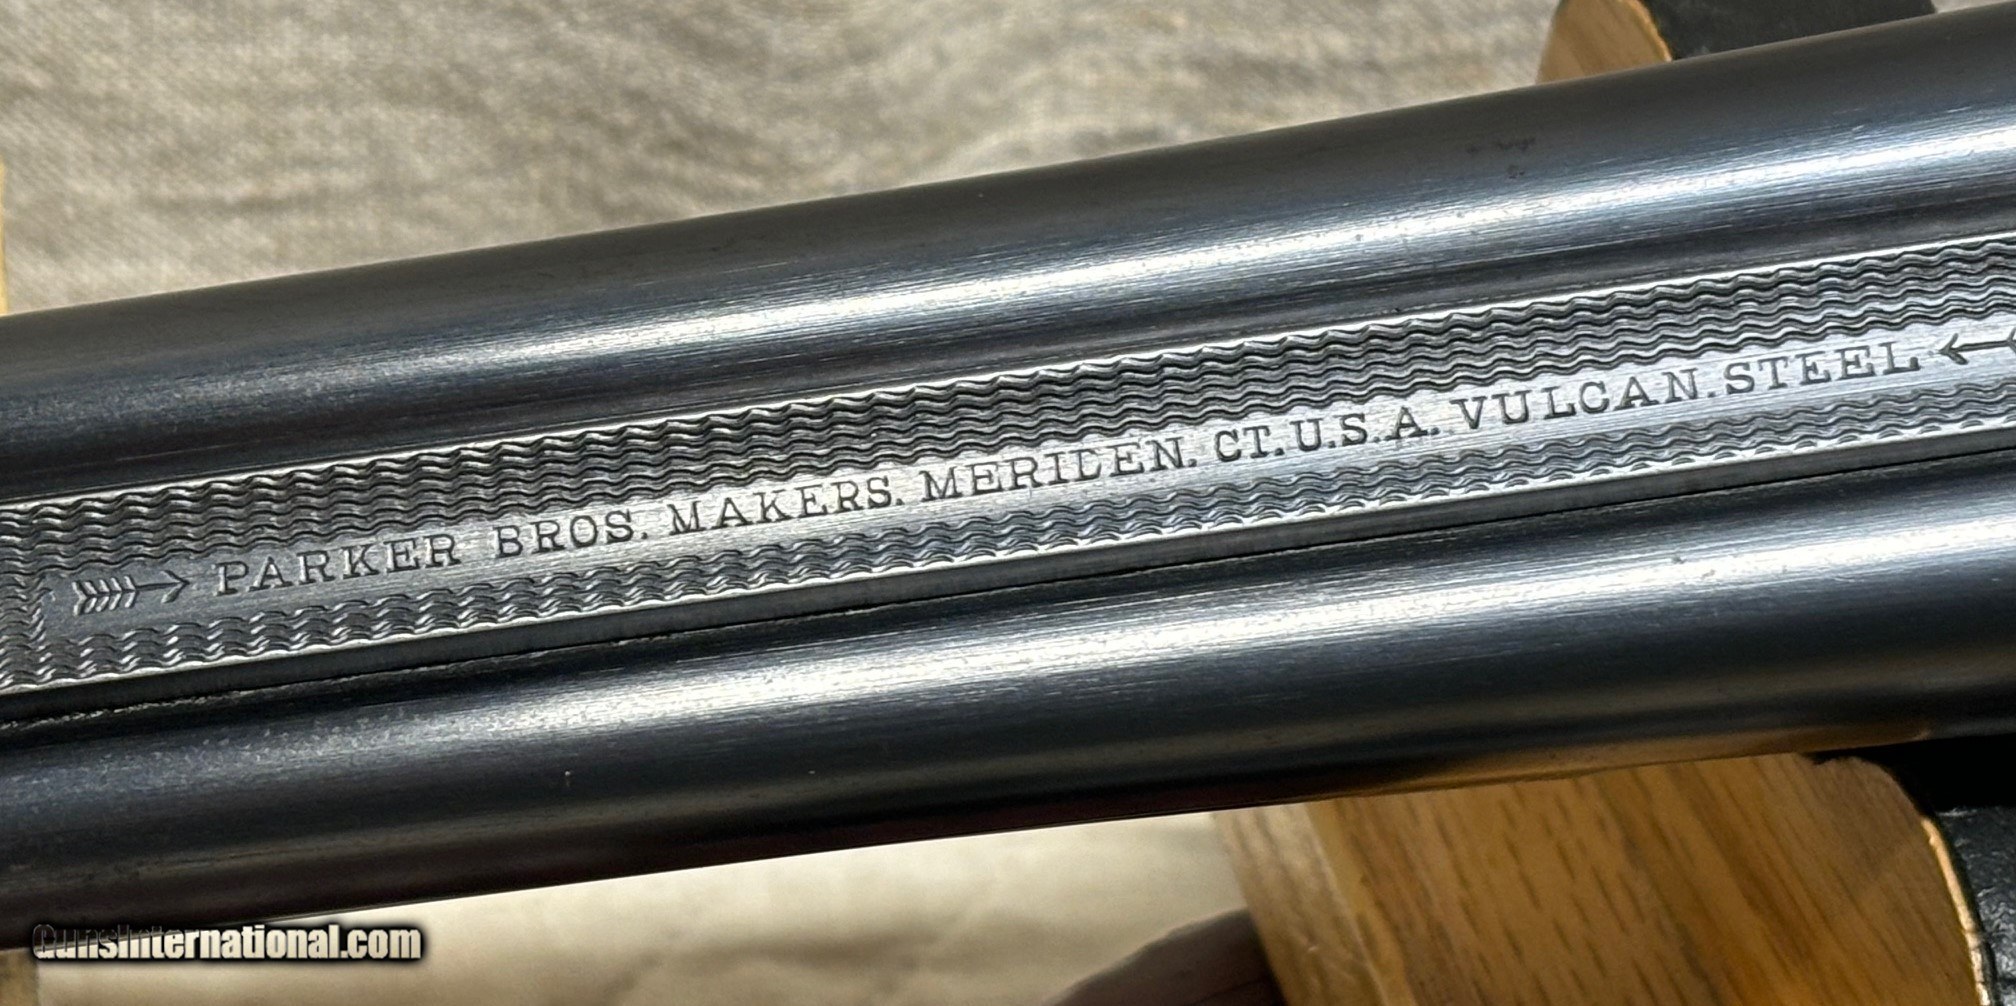 PARKER BROS. MAKERS. MERIDEN. CT. U.S.A. VULCAN. STEEL
GunsInternational.com